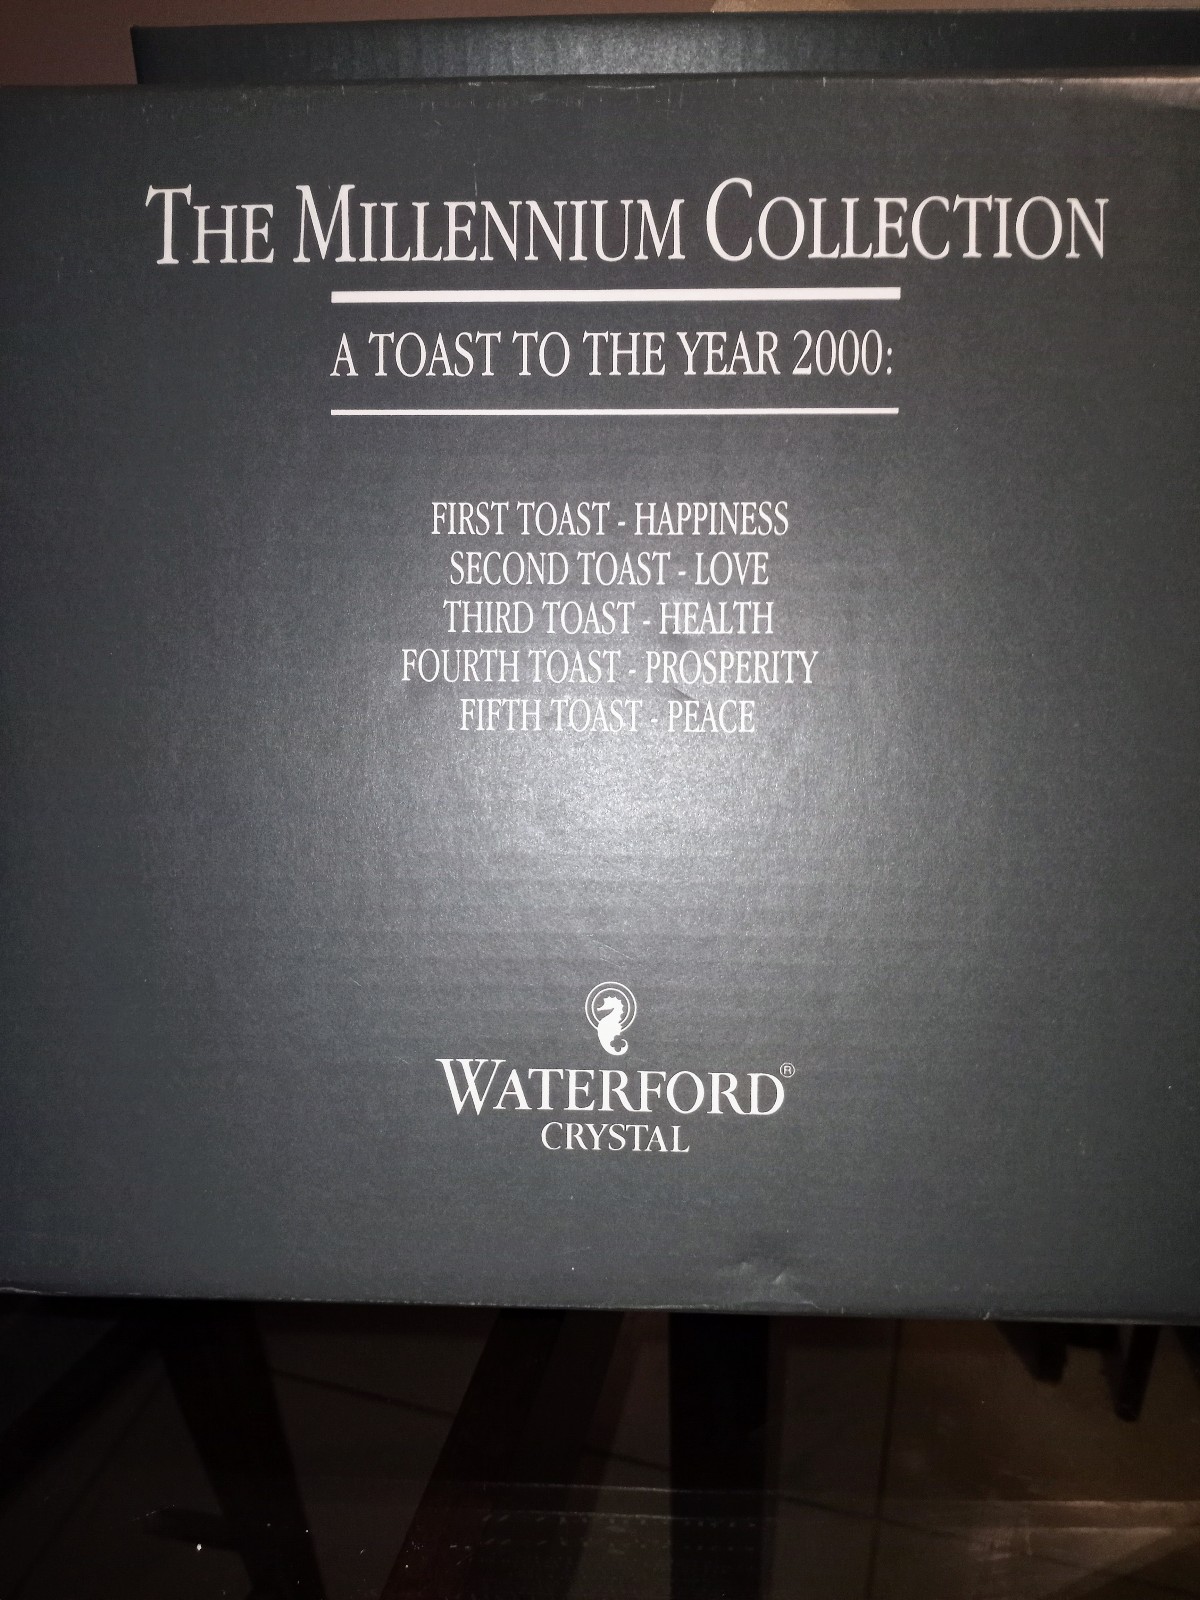 THE MILLENNIUM COLLECTION
A TOAST TO THE YEAR 2000:
FIRST TOAST - HAPPINESS
SECOND TOAST - LOVE
THIRD TOAST - HEALTH
FOURTH TOAST - PROSPERITY
FIFTH TOAST - PEACE
WATERFORD®
CRYSTAL